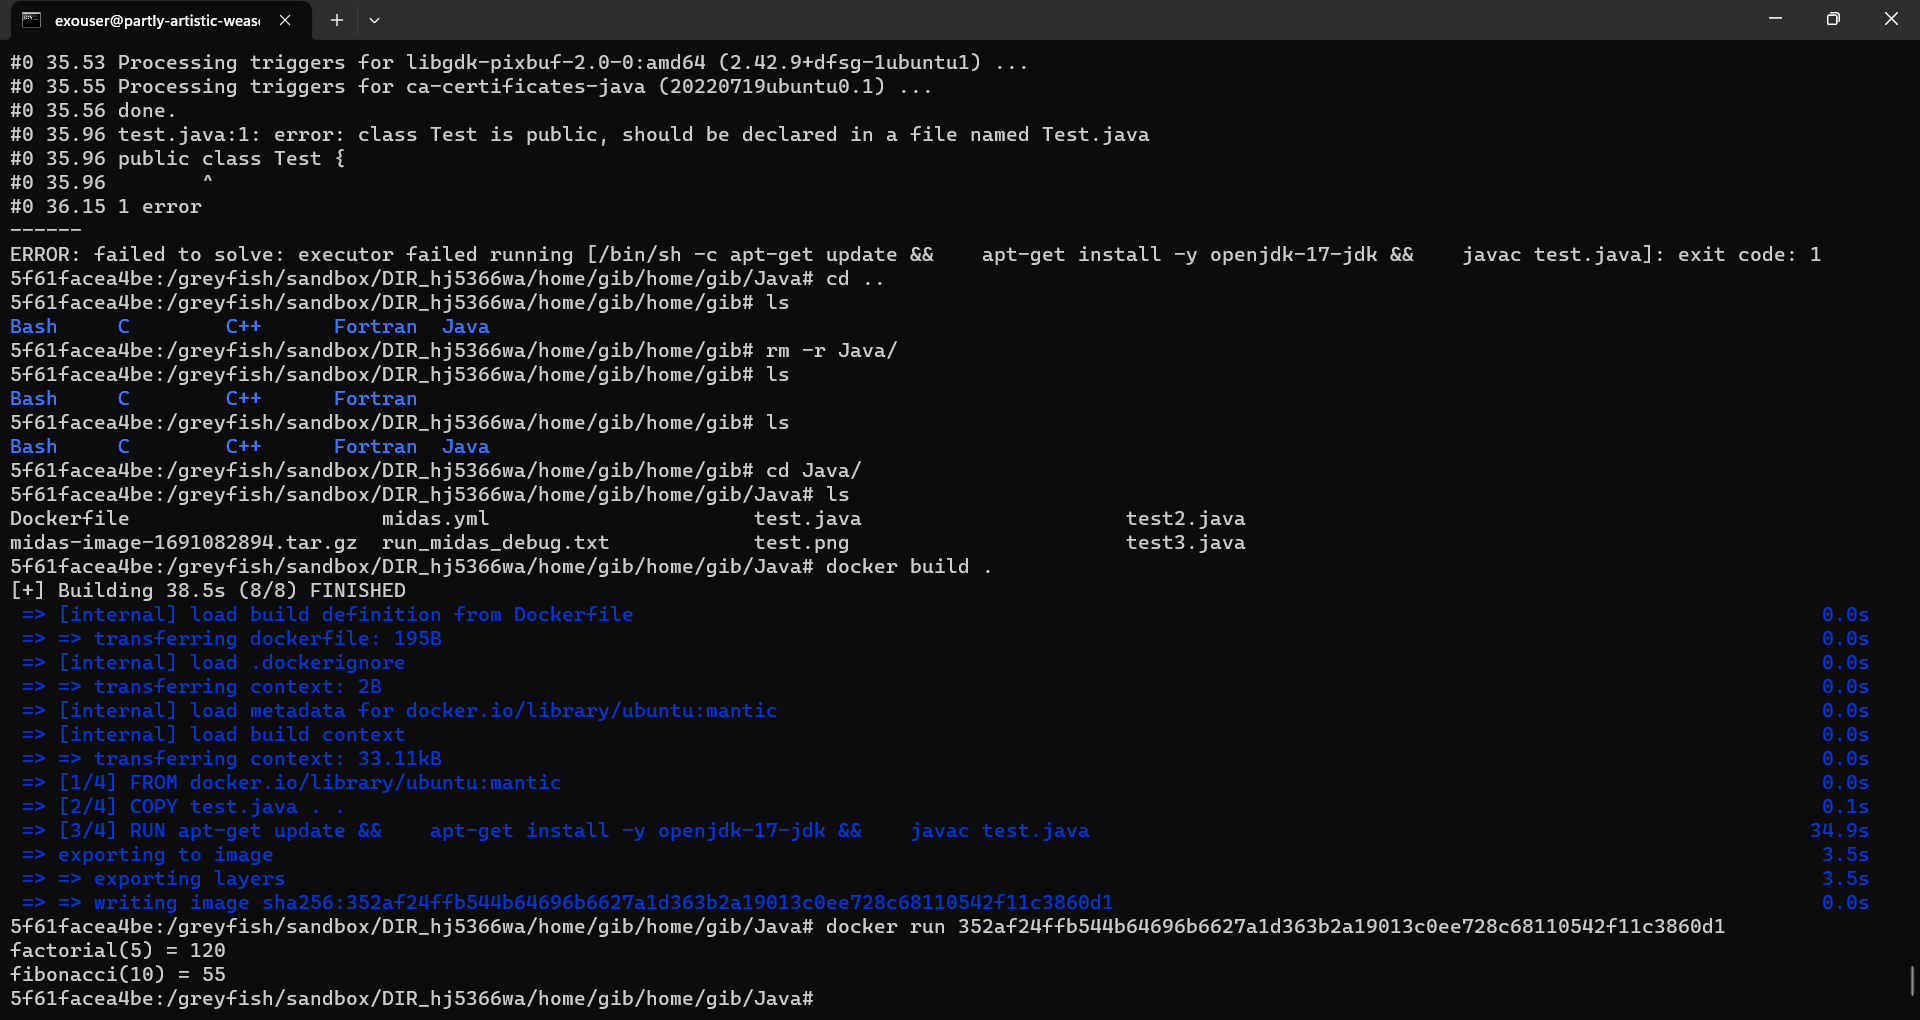 exouser@partly-artistic-weas
#0 35.53 Processing triggers for libgdk-pixbuf-2.0-0:amd64 (2.42.9+dfsg-1ubuntu1) ...
#0 35.55 Processing triggers for ca-certificates-java (20220719ubuntu0.1) ...
#0 35.56 done.
#0 35.96 test.java:1: error: class Test is public, should be declared in a file named Test.java
#0 35.96 public class Test {
#0 35.96        ^
#0 36.15 1 error
------
ERROR: failed to solve: executor failed running [/bin/sh -c apt-get update &&    apt-get install -y openjdk-17-jdk &&    javac test.java]: exit code: 1
5f61facea4be:/greyfish/sandbox/DIR_hj5366wa/home/gib/home/gib/Java# cd ..
5f61facea4be:/greyfish/sandbox/DIR_hj5366wa/home/gib/home/gib# ls
Bash     C        C++      Fortran  Java
5f61facea4be:/greyfish/sandbox/DIR_hj5366wa/home/gib/home/gib# rm -r Java/
5f61facea4be:/greyfish/sandbox/DIR_hj5366wa/home/gib/home/gib# ls
Bash     C        C++      Fortran
5f61facea4be:/greyfish/sandbox/DIR_hj5366wa/home/gib/home/gib# ls
Bash     C        C++      Fortran  Java
5f61facea4be:/greyfish/sandbox/DIR_hj5366wa/home/gib/home/gib# cd Java/
5f61facea4be:/greyfish/sandbox/DIR_hj5366wa/home/gib/home/gib/Java# ls
Dockerfile                     midas.yml                      test.java                      test2.java
midas-image-1691082894.tar.gz  run_midas_debug.txt            test.png                       test3.java
5f61facea4be:/greyfish/sandbox/DIR_hj5366wa/home/gib/home/gib/Java# docker build .
[+] Building 38.5s (8/8) FINISHED
 => [internal] load build definition from Dockerfile 0.0s
 => => transferring dockerfile: 195B 0.0s
 => [internal] load .dockerignore 0.0s
 => => transferring context: 2B 0.0s
 => [internal] load metadata for docker.io/library/ubuntu:mantic 0.0s
 => [internal] load build context 0.0s
 => => transferring context: 33.11kB 0.0s
 => [1/4] FROM docker.io/library/ubuntu:mantic 0.0s
 => [2/4] COPY test.java . . 0.1s
 => [3/4] RUN apt-get update &&    apt-get install -y openjdk-17-jdk &&    javac test.java 34.9s
 => exporting to image 3.5s
 => => exporting layers 3.5s
 => => writing image sha256:352af24ffb544b64696b6627a1d363b2a19013c0ee728c68110542f11c3860d1 0.0s
5f61facea4be:/greyfish/sandbox/DIR_hj5366wa/home/gib/home/gib/Java# docker run 352af24ffb544b64696b6627a1d363b2a19013c0ee728c68110542f11c3860d1
factorial(5) = 120
fibonacci(10) = 55
5f61facea4be:/greyfish/sandbox/DIR_hj5366wa/home/gib/home/gib/Java#